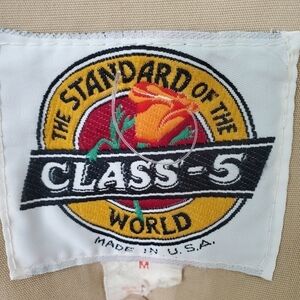 THE STANDARD OF THE
CLASS-5
WORLD
MADE IN U.S.A.
M